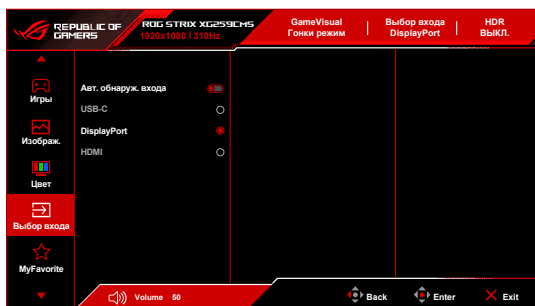 REPUBLIC OF
GAMERS
ROG STRIX XG259CMS
1920x1080 | 310Hz
GameVisual
Гонки режим
Выбор входа
DisplayPort
HDR
ВЫКЛ.
Игры
Изображ.
Цвет
Выбор входа
MyFavorite
Авт. обнаруж. входа
USB-C
DisplayPort
HDMI
Volume 50
Back
Enter
Exit